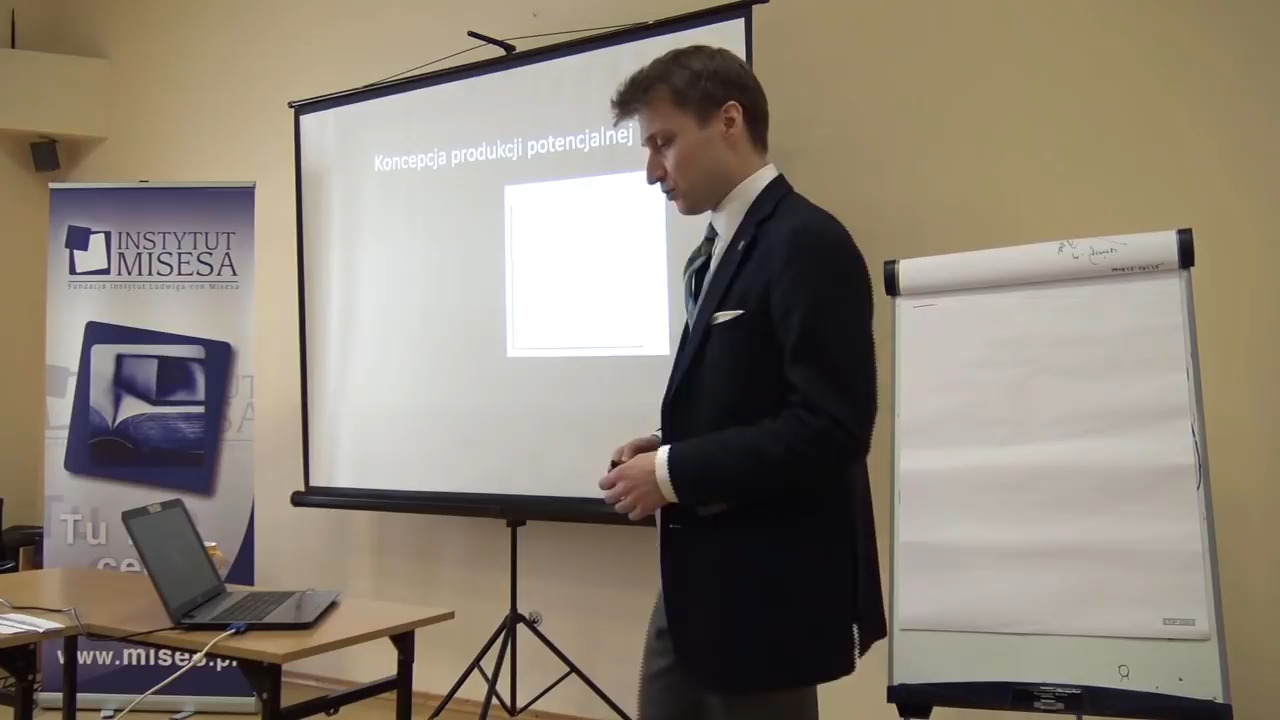 Koncepcja produkcji potencjalnej
INSTYTUT
MISESA
Fundacja Instytut Ludwiga von Misesa
Tu
www.mises.pl